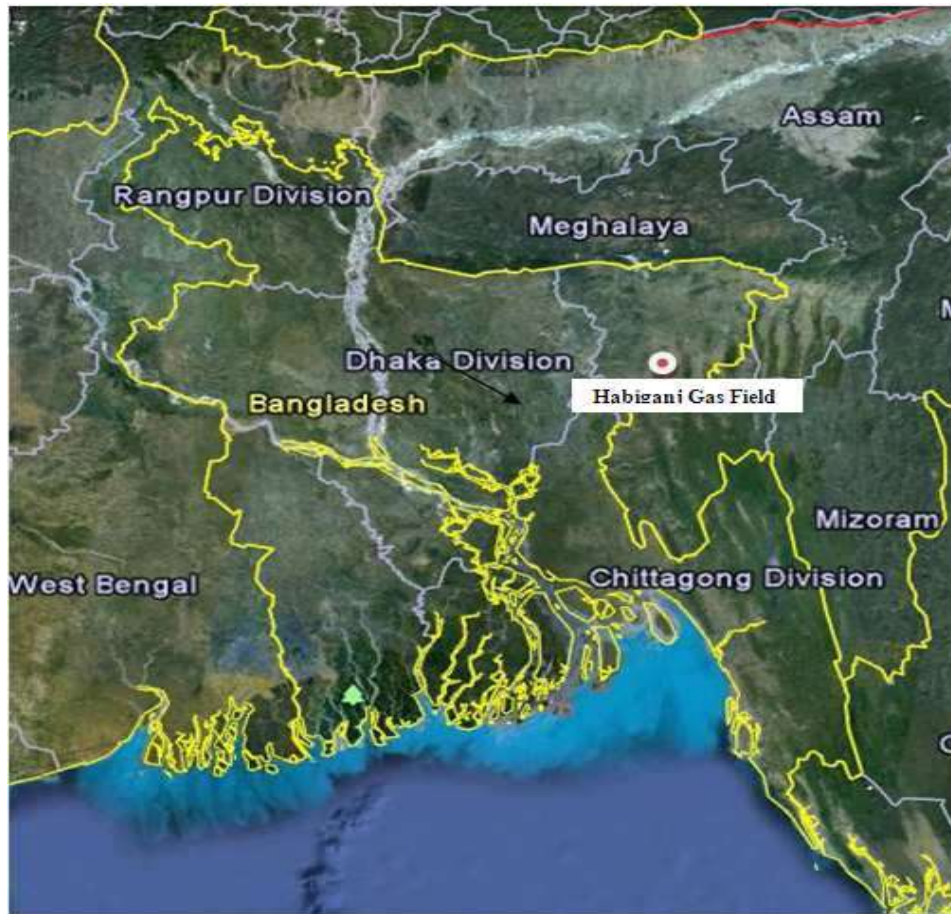 Assam
Rangpur Division
Meghalaya
M
Dhaka Division
Habiganj Gas Field
Bangladesh
Mizoram
West Bengal
Chittagong Division
C